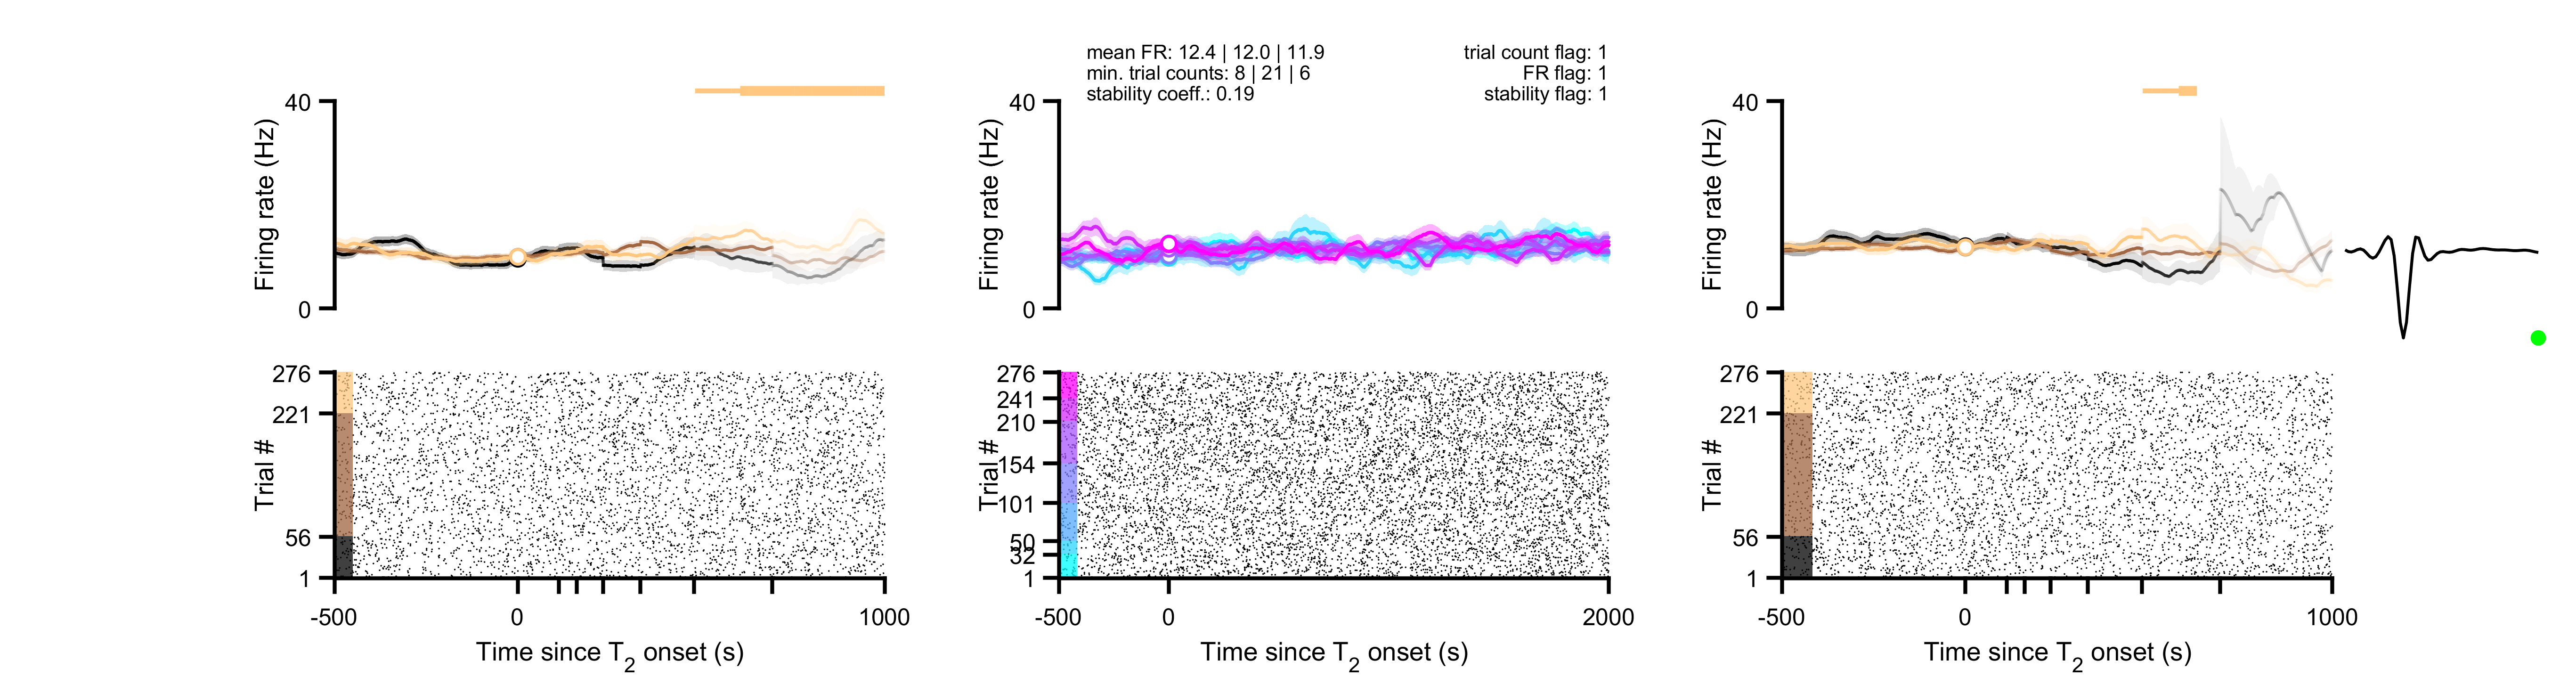 mean FR: 12.4 | 12.0 | 11.9
min. trial counts: 8 | 21 | 6
stability coeff.: 0.19
trial count flag: 1
FR flag: 1
stability flag: 1
40
0
Firing rate (Hz)
276
221
56
1
Trial #
-500
0
1000
Time since T2 onset (s)
40
0
Firing rate (Hz)
276
241
210
154
101
50
32
1
Trial #
-500
0
2000
Time since T2 onset (s)
40
0
Firing rate (Hz)
276
221
56
1
Trial #
-500
0
1000
Time since T2 onset (s)